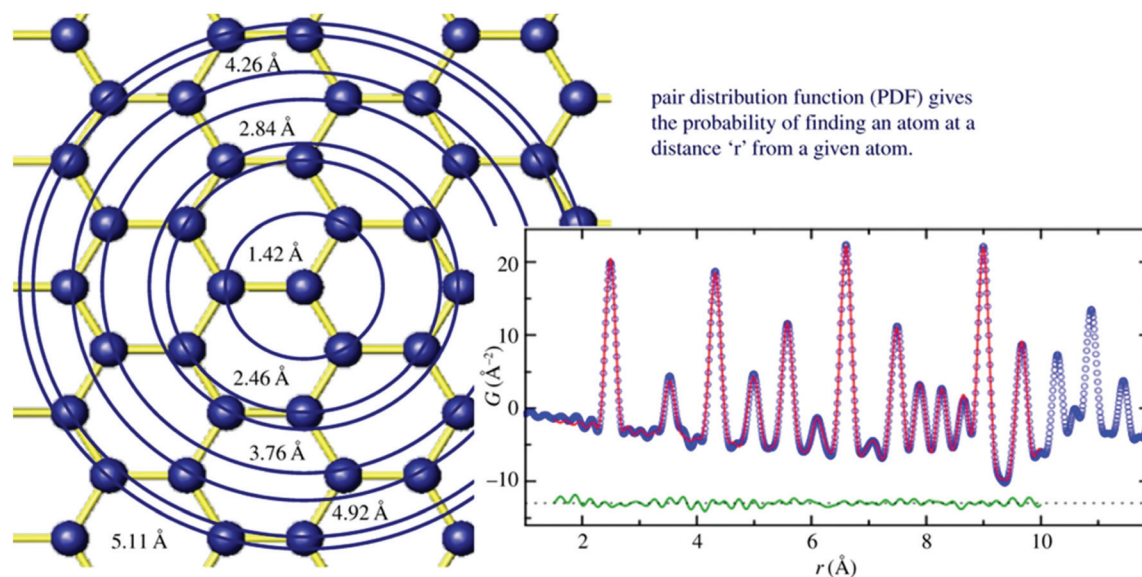 4.26 Å
2.84 Å
1.42 Å
2.46 Å
3.76 Å
4.92 Å
5.11 Å
pair distribution function (PDF) gives
the probability of finding an atom at a
distance ‘r’ from a given atom.
G (Å⁻²)
20
10
0
−10
2 4 6 8 10
r (Å)